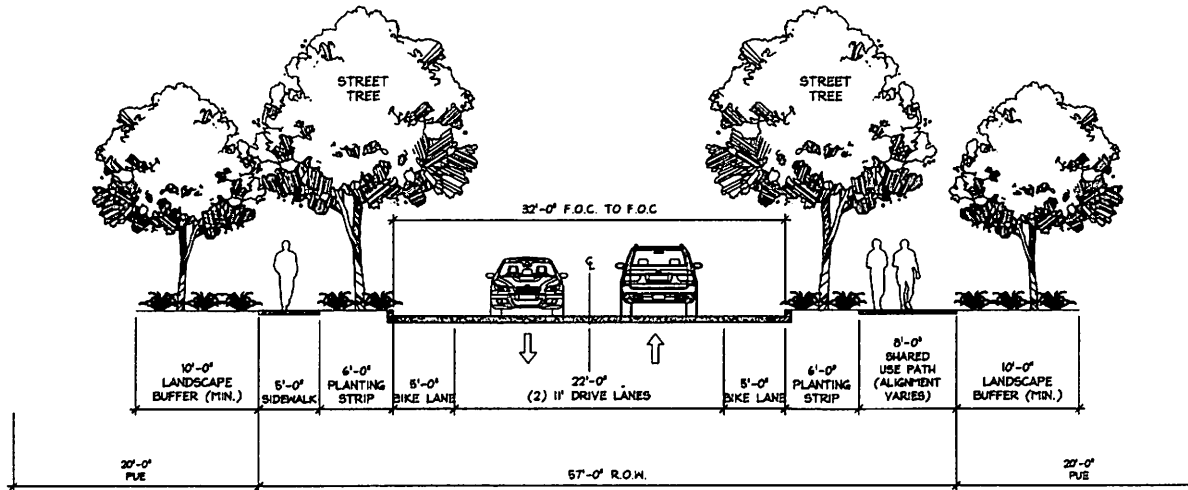 STREET
TREE
STREET
TREE
32'-0" F.O.C. TO F.O.C
℄
10'-0"
LANDSCAPE
BUFFER (MIN.)
5'-0"
SIDEWALK
6'-0"
PLANTING
STRIP
5'-0"
BIKE LANE
22'-0"
(2) 11' DRIVE LANES
5'-0"
BIKE LANE
6'-0"
PLANTING
STRIP
8'-0"
SHARED
USE PATH
(ALIGNMENT
VARIES)
10'-0"
LANDSCAPE
BUFFER (MIN.)
20'-0"
PUE
57'-0" R.O.W.
20'-0"
PUE